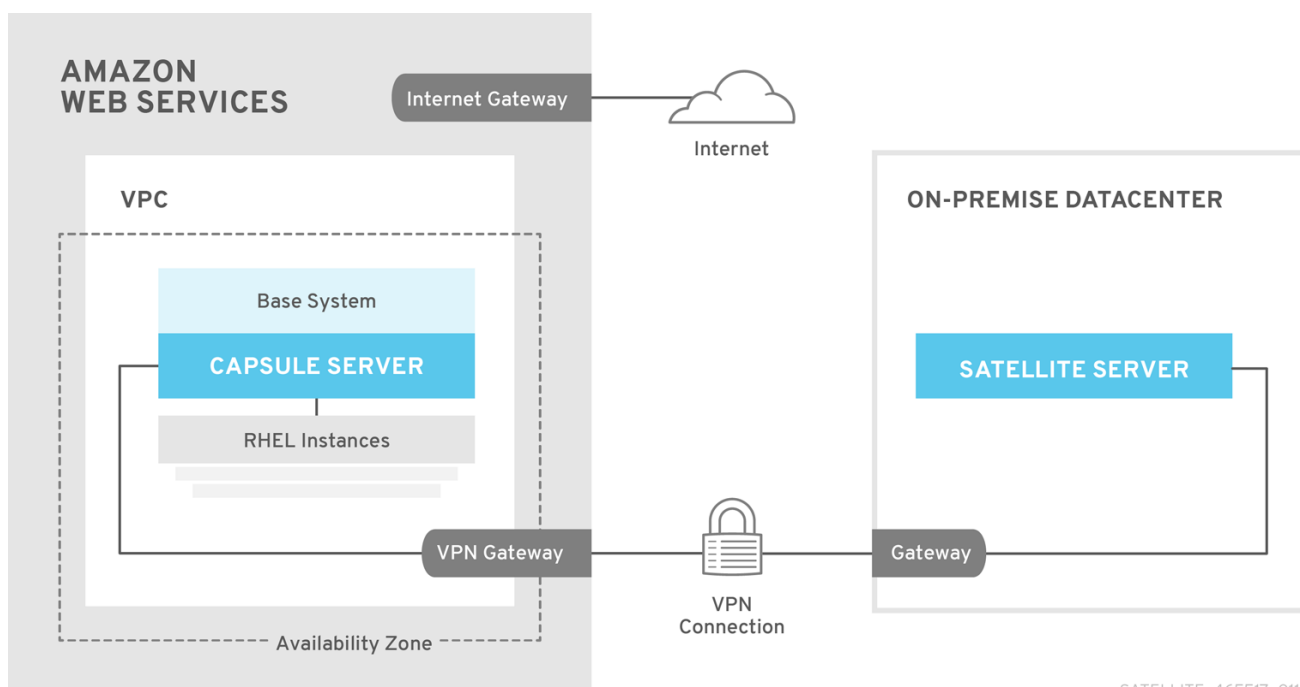 AMAZON
WEB SERVICES
Internet Gateway
Internet
VPC
ON-PREMISE DATACENTER
Base System
CAPSULE SERVER
SATELLITE SERVER
RHEL Instances
VPN Gateway
Gateway
VPN
Connection
Availability Zone